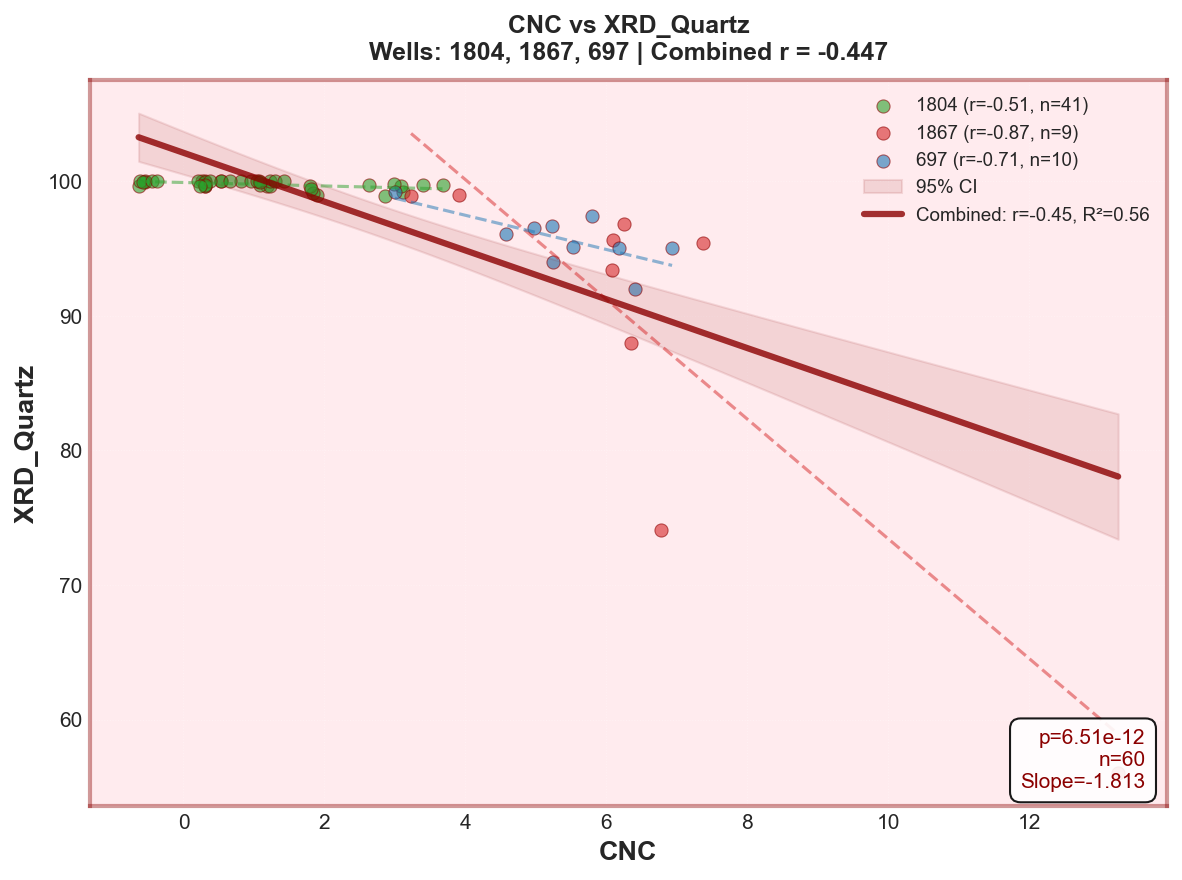 CNC vs XRD_Quartz
Wells: 1804, 1867, 697 | Combined r = -0.447
1804 (r=-0.51, n=41)
1867 (r=-0.87, n=9)
697 (r=-0.71, n=10)
95% CI
Combined: r=-0.45, R²=0.56
XRD_Quartz
100
90
80
70
60
p=6.51e-12
n=60
Slope=-1.813
0 2 4 6 8 10 12
CNC